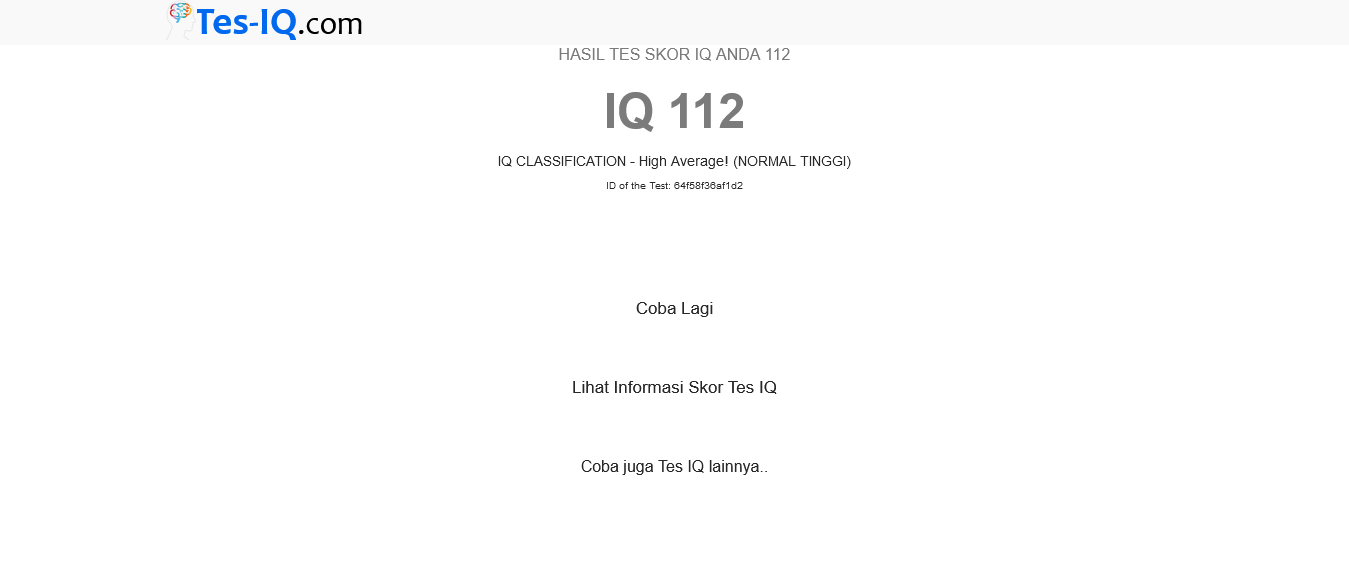 Tes-IQ.com
HASIL TES SKOR IQ ANDA 112
IQ 112
IQ CLASSIFICATION - High Average! (NORMAL TINGGI)
ID of the Test: 64f58f36af1d2
Coba Lagi
Lihat Informasi Skor Tes IQ
Coba juga Tes IQ lainnya..